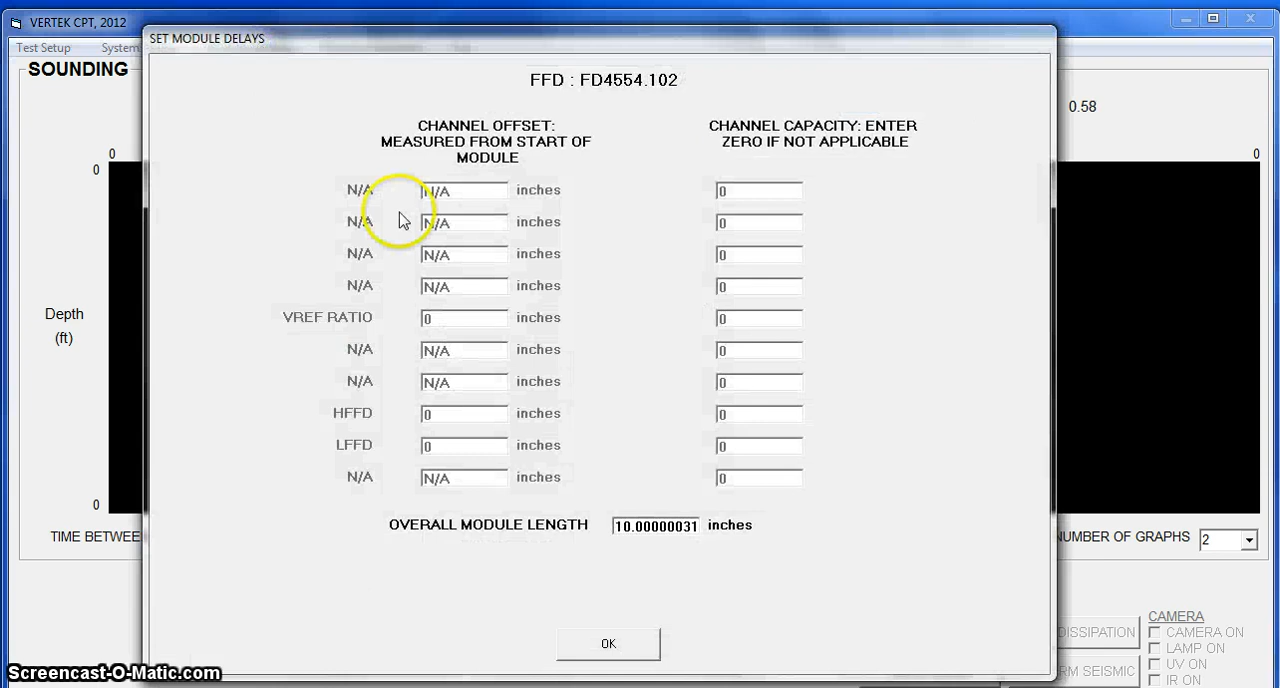 VERTEK CPT, 2012
Test Setup System
SET MODULE DELAYS
SOUNDING
FFD : FD4554.102
0.58
CHANNEL OFFSET:
MEASURED FROM START OF
MODULE
CHANNEL CAPACITY: ENTER
ZERO IF NOT APPLICABLE
0
0
0
N/A N/A inches 0
N/A N/A inches 0
N/A N/A inches 0
N/A N/A inches 0
VREF RATIO 0 inches 0
N/A N/A inches 0
N/A N/A inches 0
HFFD 0 inches 0
LFFD 0 inches 0
N/A N/A inches 0
Depth
(ft)
0
OVERALL MODULE LENGTH 10.00000031 inches
TIME BETWEE
NUMBER OF GRAPHS 2
OK
DISSIPATION
RM SEISMIC
CAMERA
CAMERA ON
LAMP ON
UV ON
IR ON
Screencast-O-Matic.com